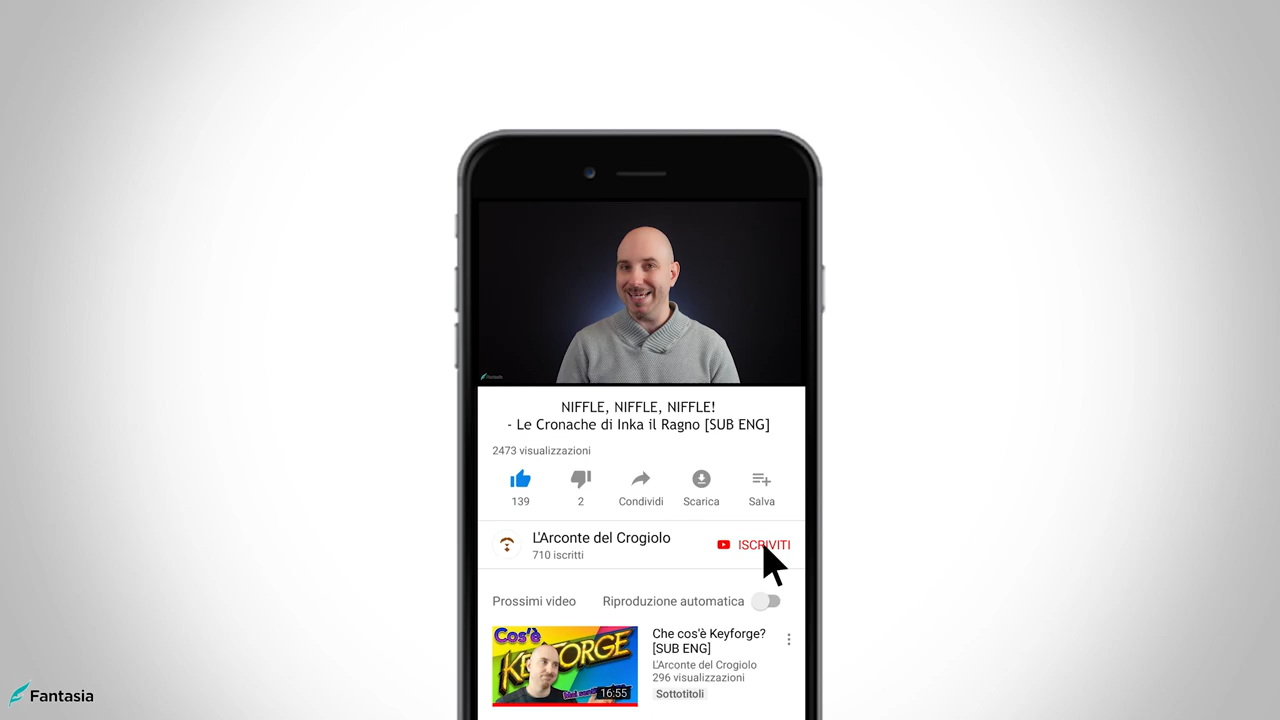 NIFFLE, NIFFLE, NIFFLE!
- Le Cronache di Inka il Ragno [SUB ENG]
2473 visualizzazioni
139
2
Condividi
Scarica
Salva
L'Arconte del Crogiolo
ISCRIVITI
710 iscritti
Prossimi video
Riproduzione automatica
Cos'è
KEYFORGE
16:55
Che cos'è Keyforge?
[SUB ENG]
L'Arconte del Crogiolo
296 visualizzazioni
Sottotitoli
Fantasia